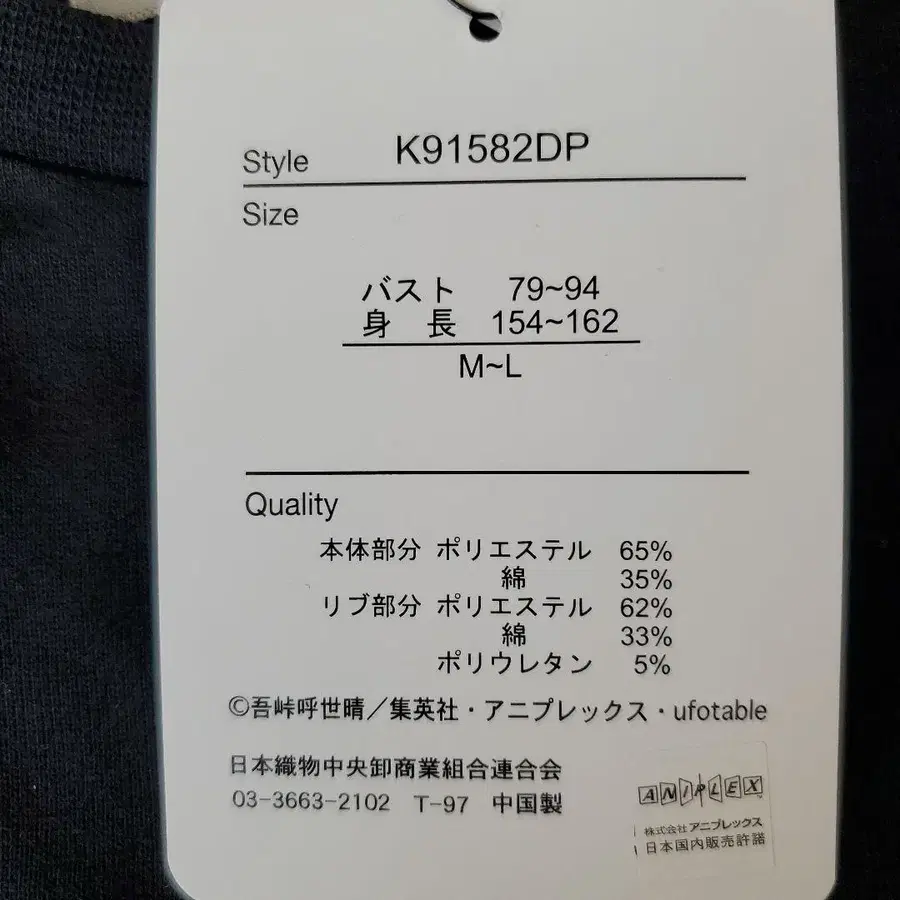 Style K91582DP
Size
バスト 79~94
身 長 154~162
M~L
Quality
本体部分 ポリエステル 65%
綿 35%
リブ部分 ポリエステル 62%
綿 33%
ポリウレタン 5%
©吾峠呼世晴／集英社・アニプレックス・ufotable
日本織物中央卸商業組合連合会
03-3663-2102 T-97 中国製
ANIPLEX
株式会社 アニプレックス
日本国内販売許諾